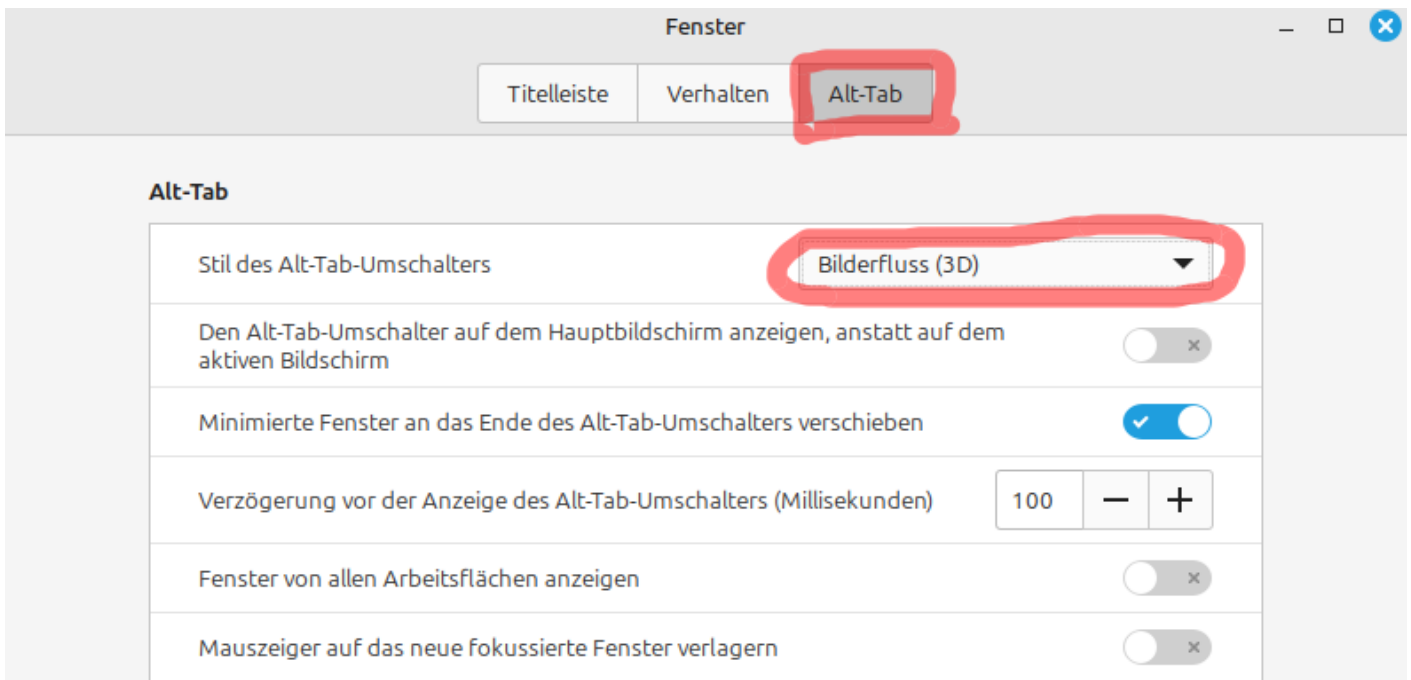 Fenster
Titelleiste Verhalten Alt-Tab
Alt-Tab
Stil des Alt-Tab-Umschalters Bilderfluss (3D)
Den Alt-Tab-Umschalter auf dem Hauptbildschirm anzeigen, anstatt auf dem
aktiven Bildschirm
Minimierte Fenster an das Ende des Alt-Tab-Umschalters verschieben
Verzögerung vor der Anzeige des Alt-Tab-Umschalters (Millisekunden) 100
Fenster von allen Arbeitsflächen anzeigen
Mauszeiger auf das neue fokussierte Fenster verlagern